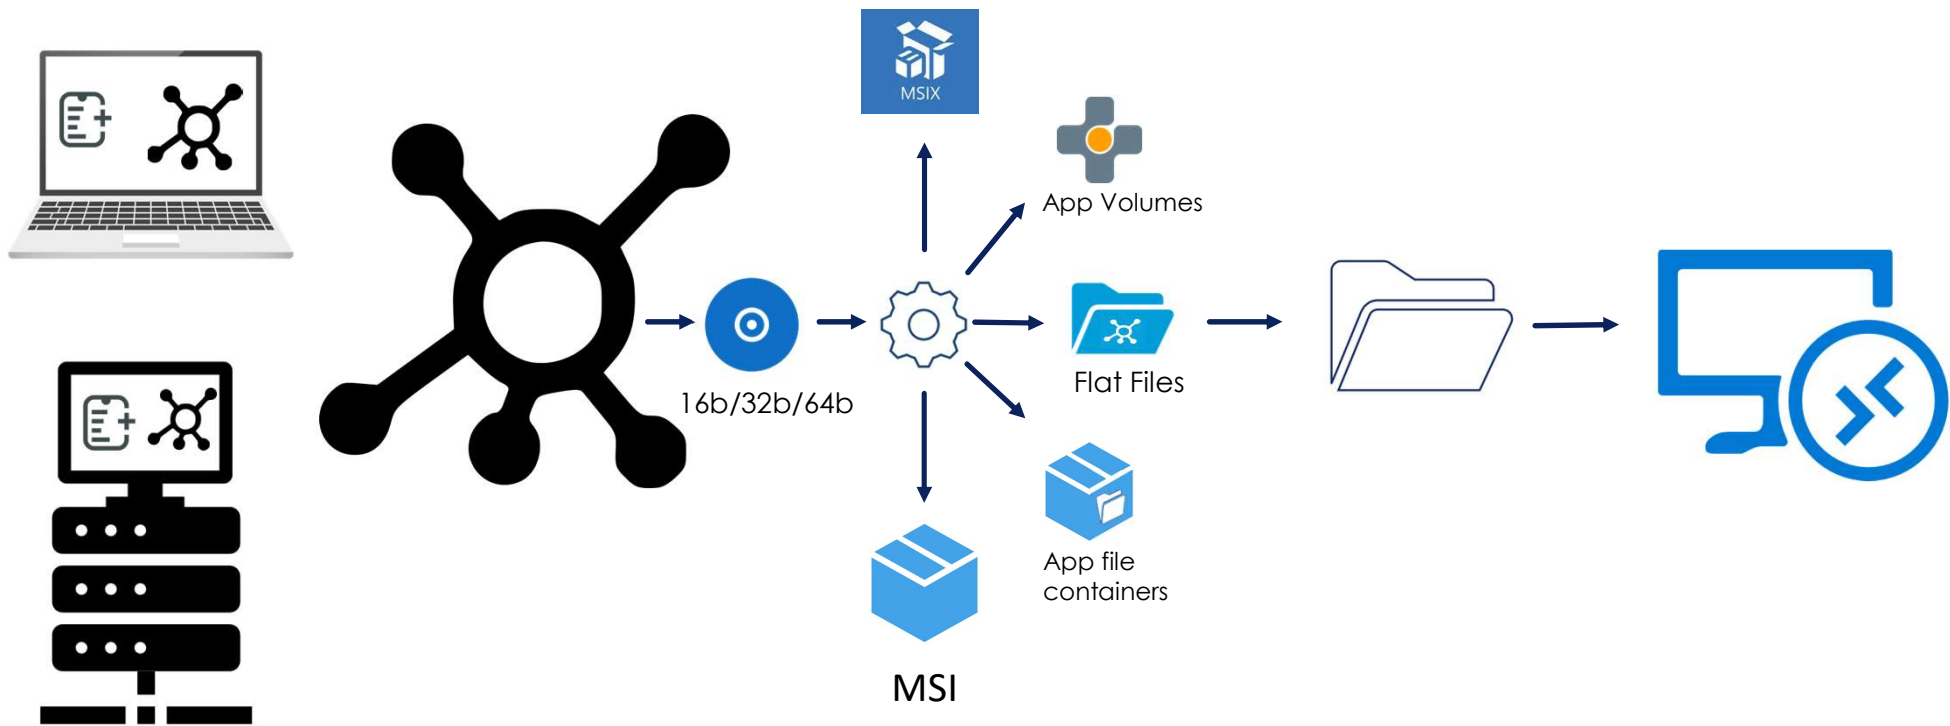 MSIX
App Volumes
16b/32b/64b
Flat Files
App file
containers
MSI